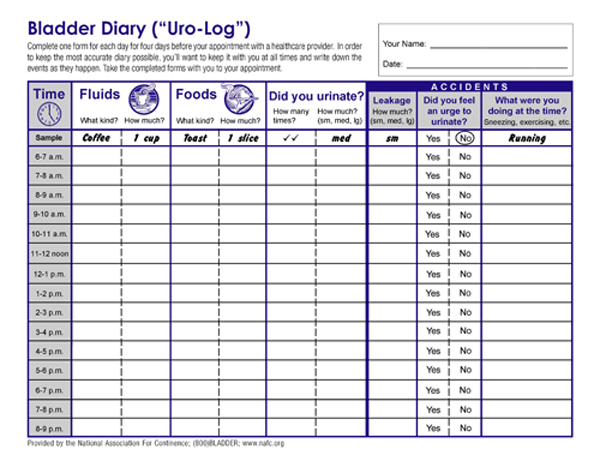 Bladder Diary (“Uro-Log”)
Complete one form for each day for four days before your appointment with a healthcare provider. In order
to keep the most accurate diary possible, you'll want to keep it with you at all times and write down the
events as they happen. Take the completed forms with you to your appointment.
Your Name:
Date:
ACCIDENTS
Time Fluids Foods Did you urinate? Leakage Did you feel an urge to urinate? What were you doing at the time?
What kind? How much? What kind? How much? How many times? How much? (sm, med, lg) How much? (sm, med, lg) Sneezing, exercising, etc.
Sample Coffee 1 cup Toast 1 slice ✓✓ med sm Yes No Running
6-7 a.m. Yes No
7-8 a.m. Yes No
8-9 a.m. Yes No
9-10 a.m. Yes No
10-11 a.m. Yes No
11-12 noon Yes No
12-1 p.m. Yes No
1-2 p.m. Yes No
2-3 p.m. Yes No
3-4 p.m. Yes No
4-5 p.m. Yes No
5-6 p.m. Yes No
6-7 p.m. Yes No
7-8 p.m. Yes No
8-9 p.m. Yes No
Provided by the National Association For Continence; (800)BLADDER; www.nafc.org